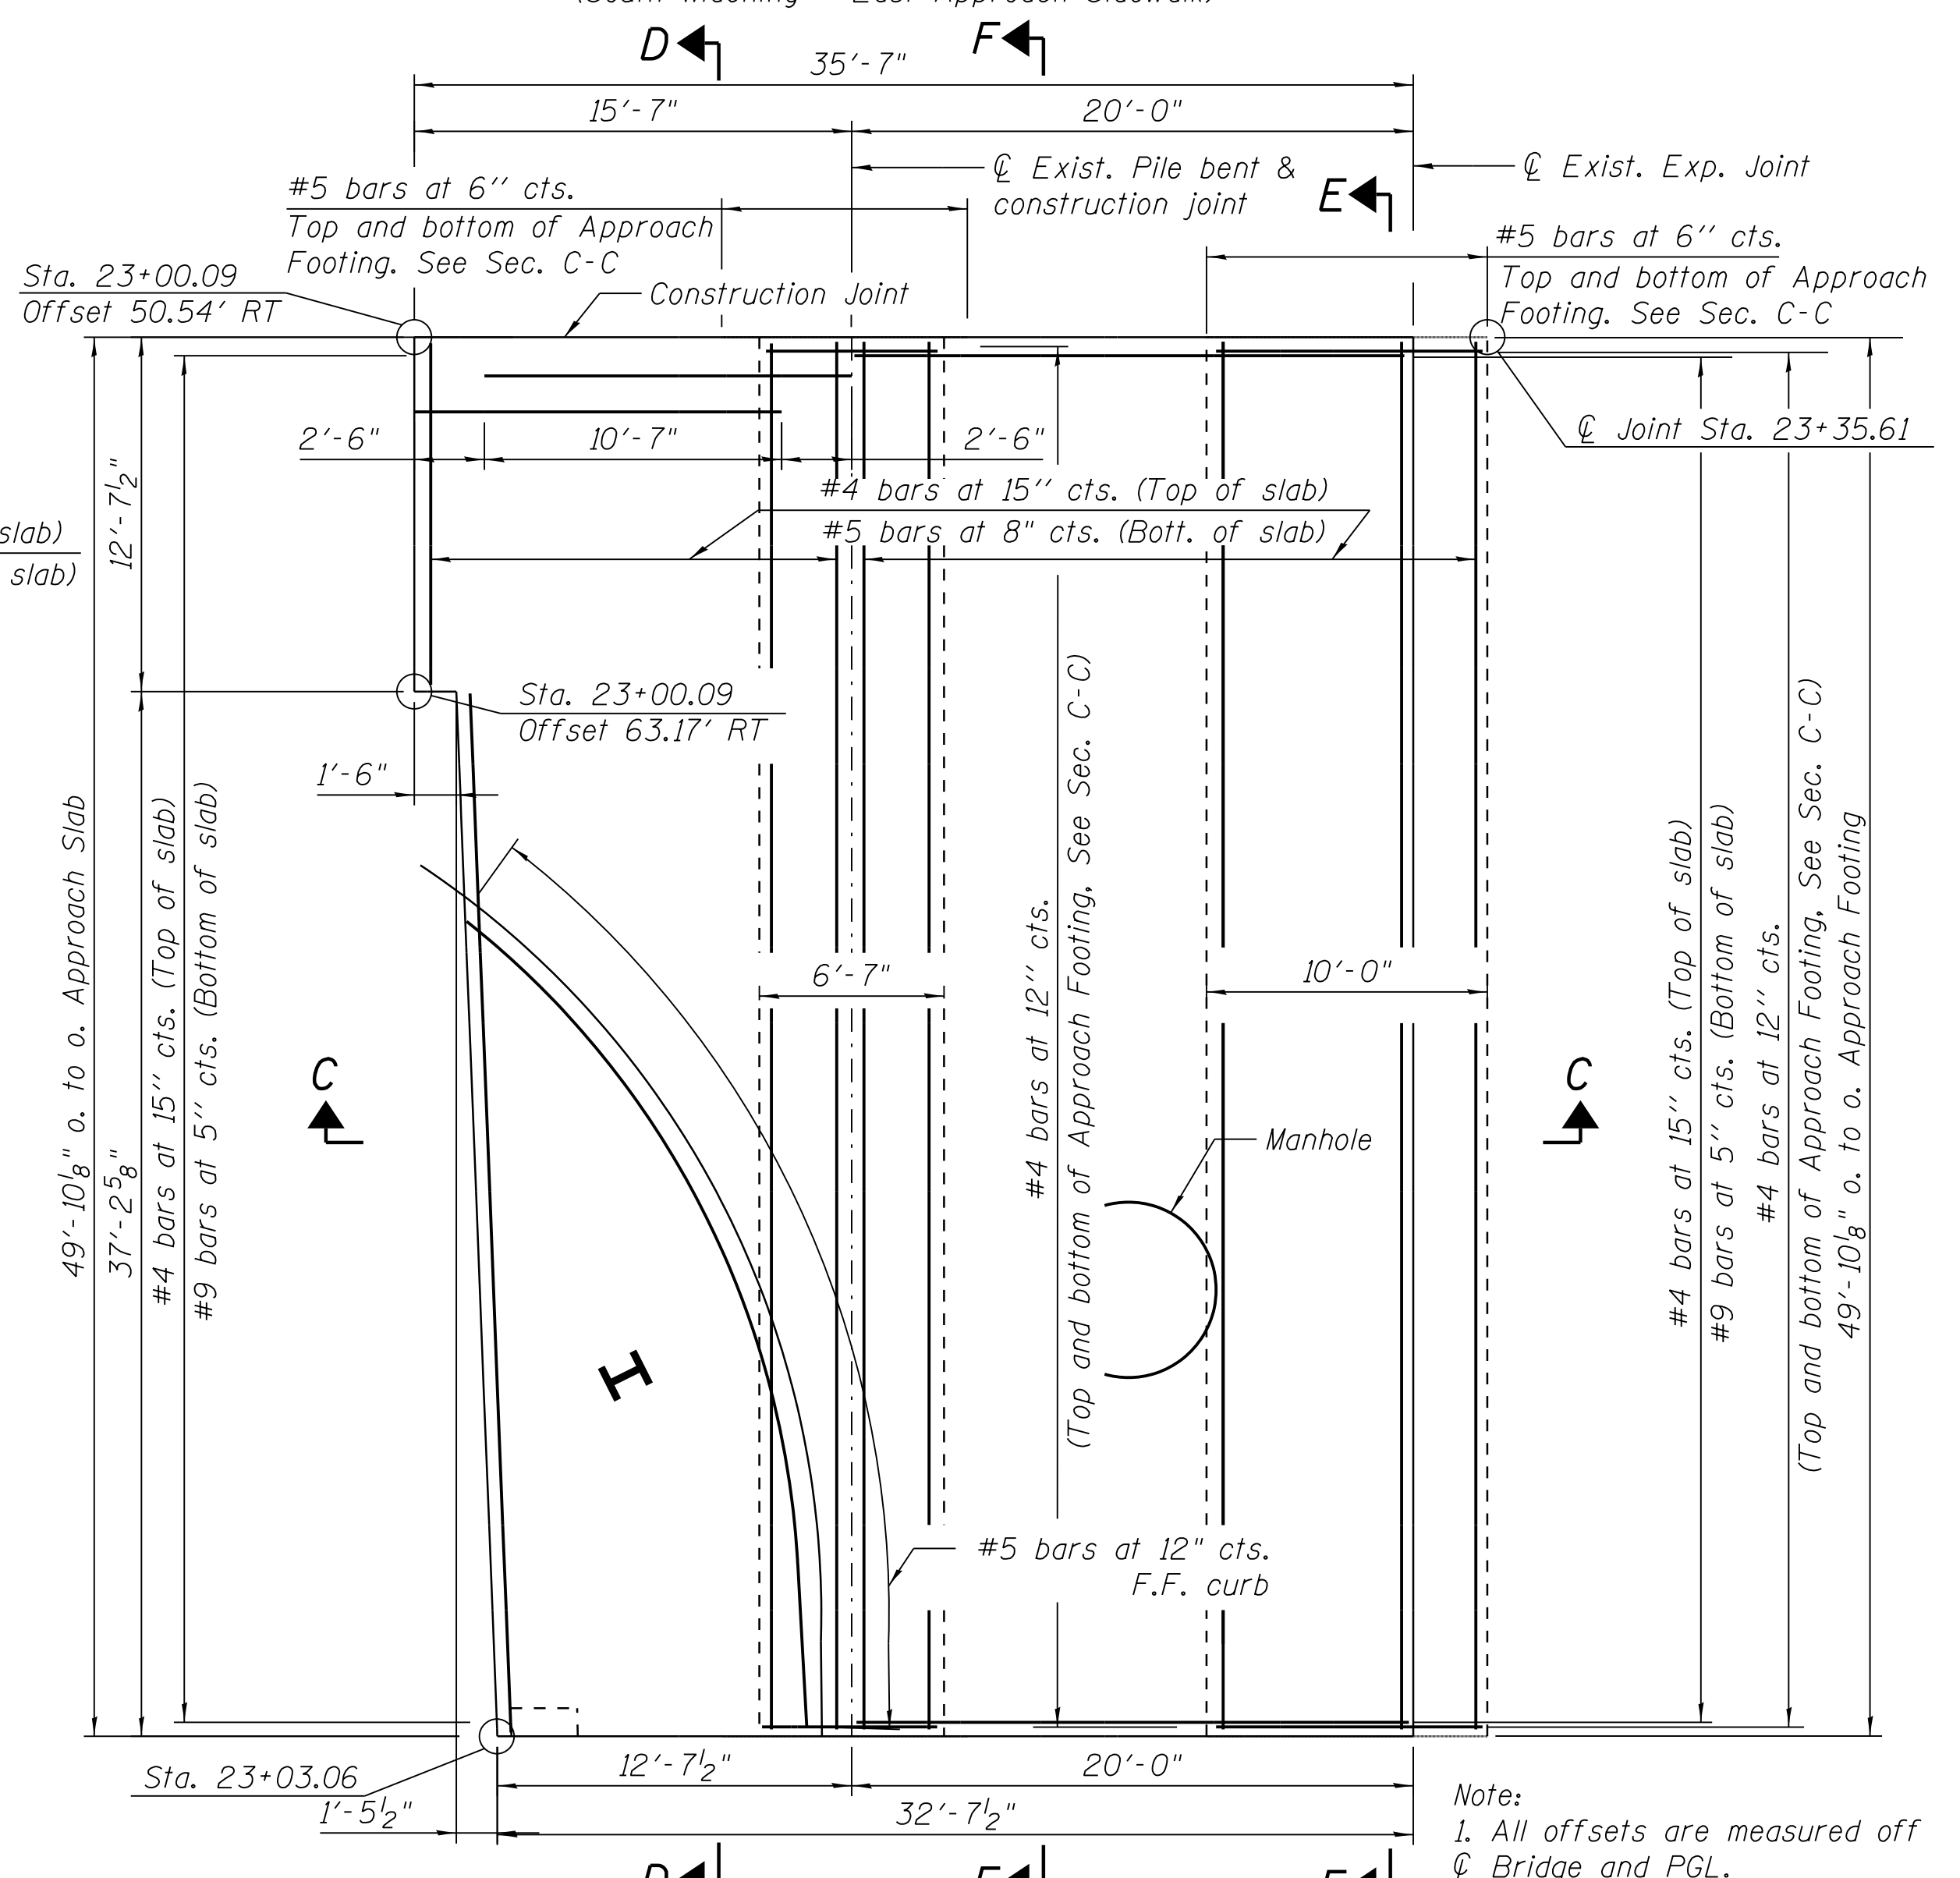 D
F
35'-7"
15'-7"
20'-0"
℄ Exist. Pile bent &
construction joint
℄ Exist. Exp. Joint
#5 bars at 6'' cts.
Top and bottom of Approach
Footing. See Sec. C-C
E
#5 bars at 6'' cts.
Top and bottom of Approach
Footing. See Sec. C-C
Sta. 23+00.09
Offset 50.54' RT
Construction Joint
℄ Joint Sta. 23+35.61
2'-6"
10'-7"
2'-6"
12'-7½"
#4 bars at 15'' cts. (Top of slab)
#5 bars at 8" cts. (Bott. of slab)
slab)
slab)
Sta. 23+00.09
Offset 63.17' RT
1'-6"
49'-10⅛" o. to o. Approach Slab
37'-2⅝"
#4 bars at 15'' cts. (Top of slab)
#9 bars at 5'' cts. (Bottom of slab)
6'-7"
#4 bars at 12'' cts.
(Top and bottom of Approach Footing, See Sec. C-C)
10'-0"
#4 bars at 15'' cts. (Top of slab)
#9 bars at 5'' cts. (Bottom of slab)
#4 bars at 12'' cts.
(Top and bottom of Approach Footing, See Sec. C-C)
49'-10⅛" o. to o. Approach Footing
C
C
Manhole
H
#5 bars at 12" cts.
F.F. curb
Sta. 23+03.06
12'-7½"
20'-0"
1'-5½"
32'-7½"
Note:
1. All offsets are measured off
℄ Bridge and PGL.